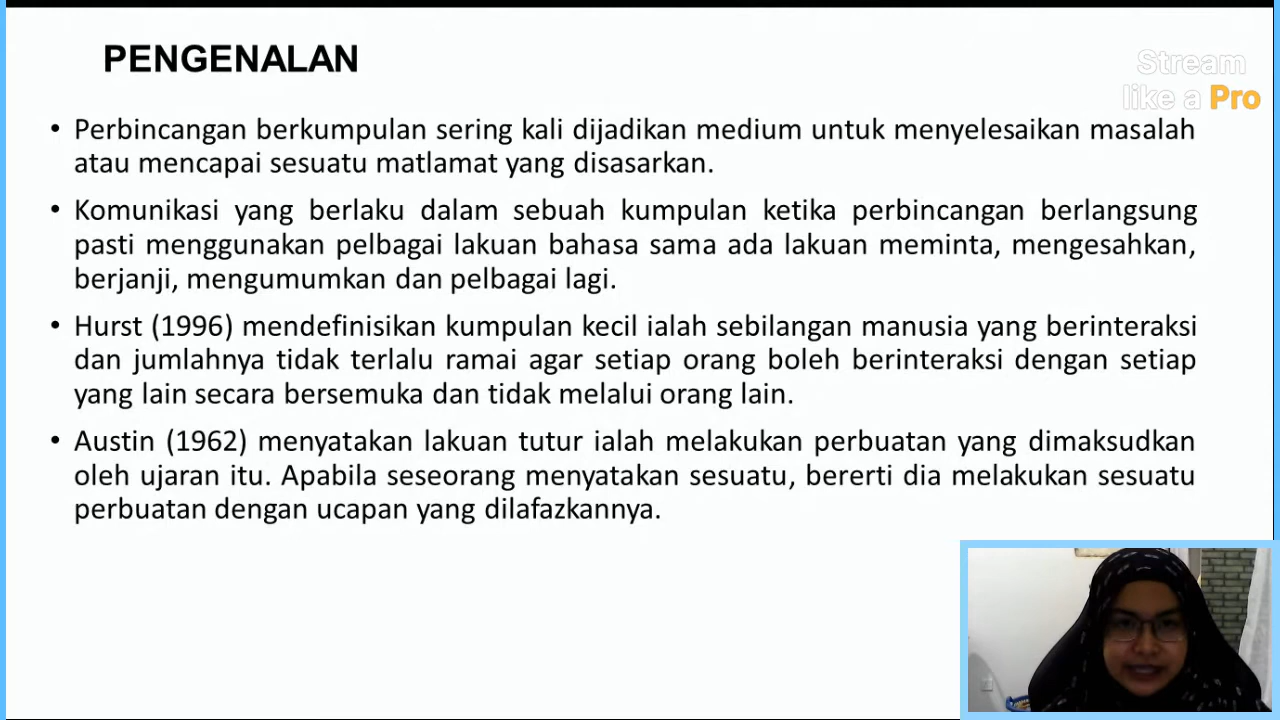 PENGENALAN
Stream
like a Pro
• Perbincangan berkumpulan sering kali dijadikan medium untuk menyelesaikan masalah
atau mencapai sesuatu matlamat yang disasarkan.
• Komunikasi yang berlaku dalam sebuah kumpulan ketika perbincangan berlangsung
pasti menggunakan pelbagai lakuan bahasa sama ada lakuan meminta, mengesahkan,
berjanji, mengumumkan dan pelbagai lagi.
• Hurst (1996) mendefinisikan kumpulan kecil ialah sebilangan manusia yang berinteraksi
dan jumlahnya tidak terlalu ramai agar setiap orang boleh berinteraksi dengan setiap
yang lain secara bersemuka dan tidak melalui orang lain.
• Austin (1962) menyatakan lakuan tutur ialah melakukan perbuatan yang dimaksudkan
oleh ujaran itu. Apabila seseorang menyatakan sesuatu, bererti dia melakukan sesuatu
perbuatan dengan ucapan yang dilafazkannya.